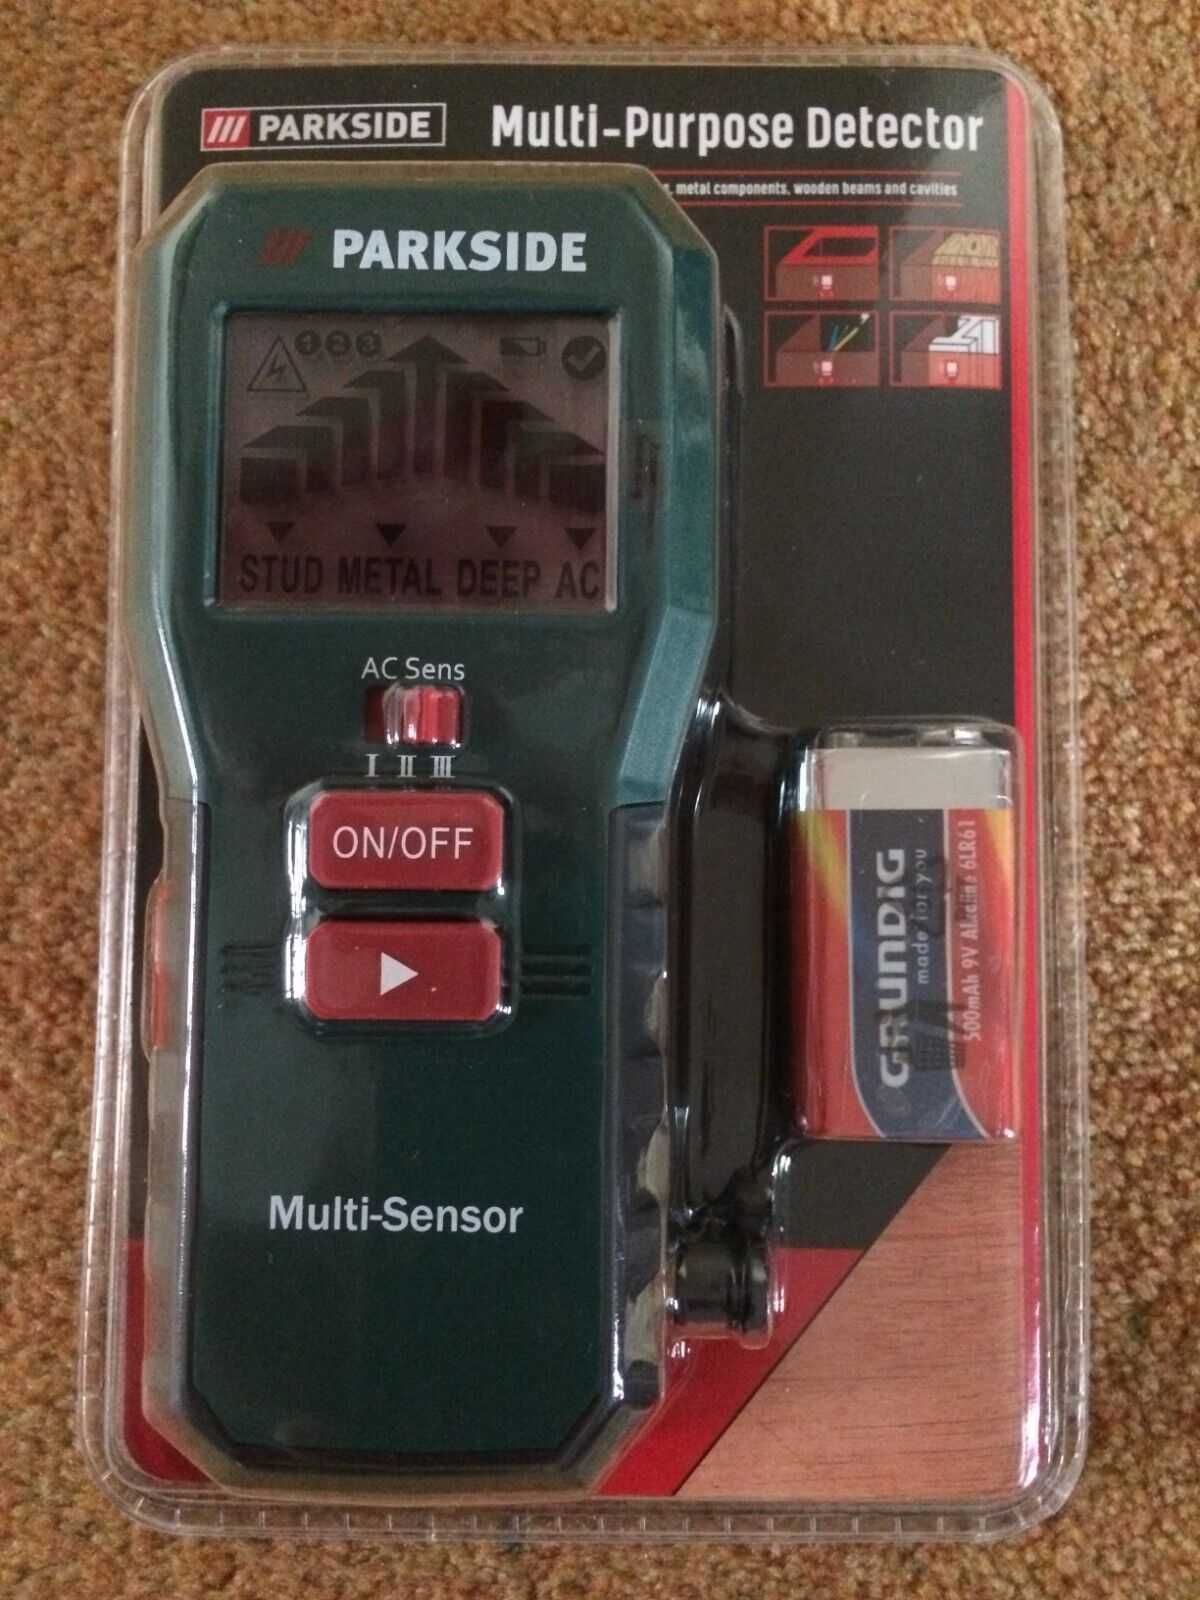 PARKSIDE
Multi-Purpose Detector
, metal components, wooden beams and cavities
PARKSIDE
1 2 3
STUD METAL DEEP AC
AC Sens
I II III
ON/OFF
Multi-Sensor
GRUNDIG
made for you
500mAh 9V Alkaline 6LR61